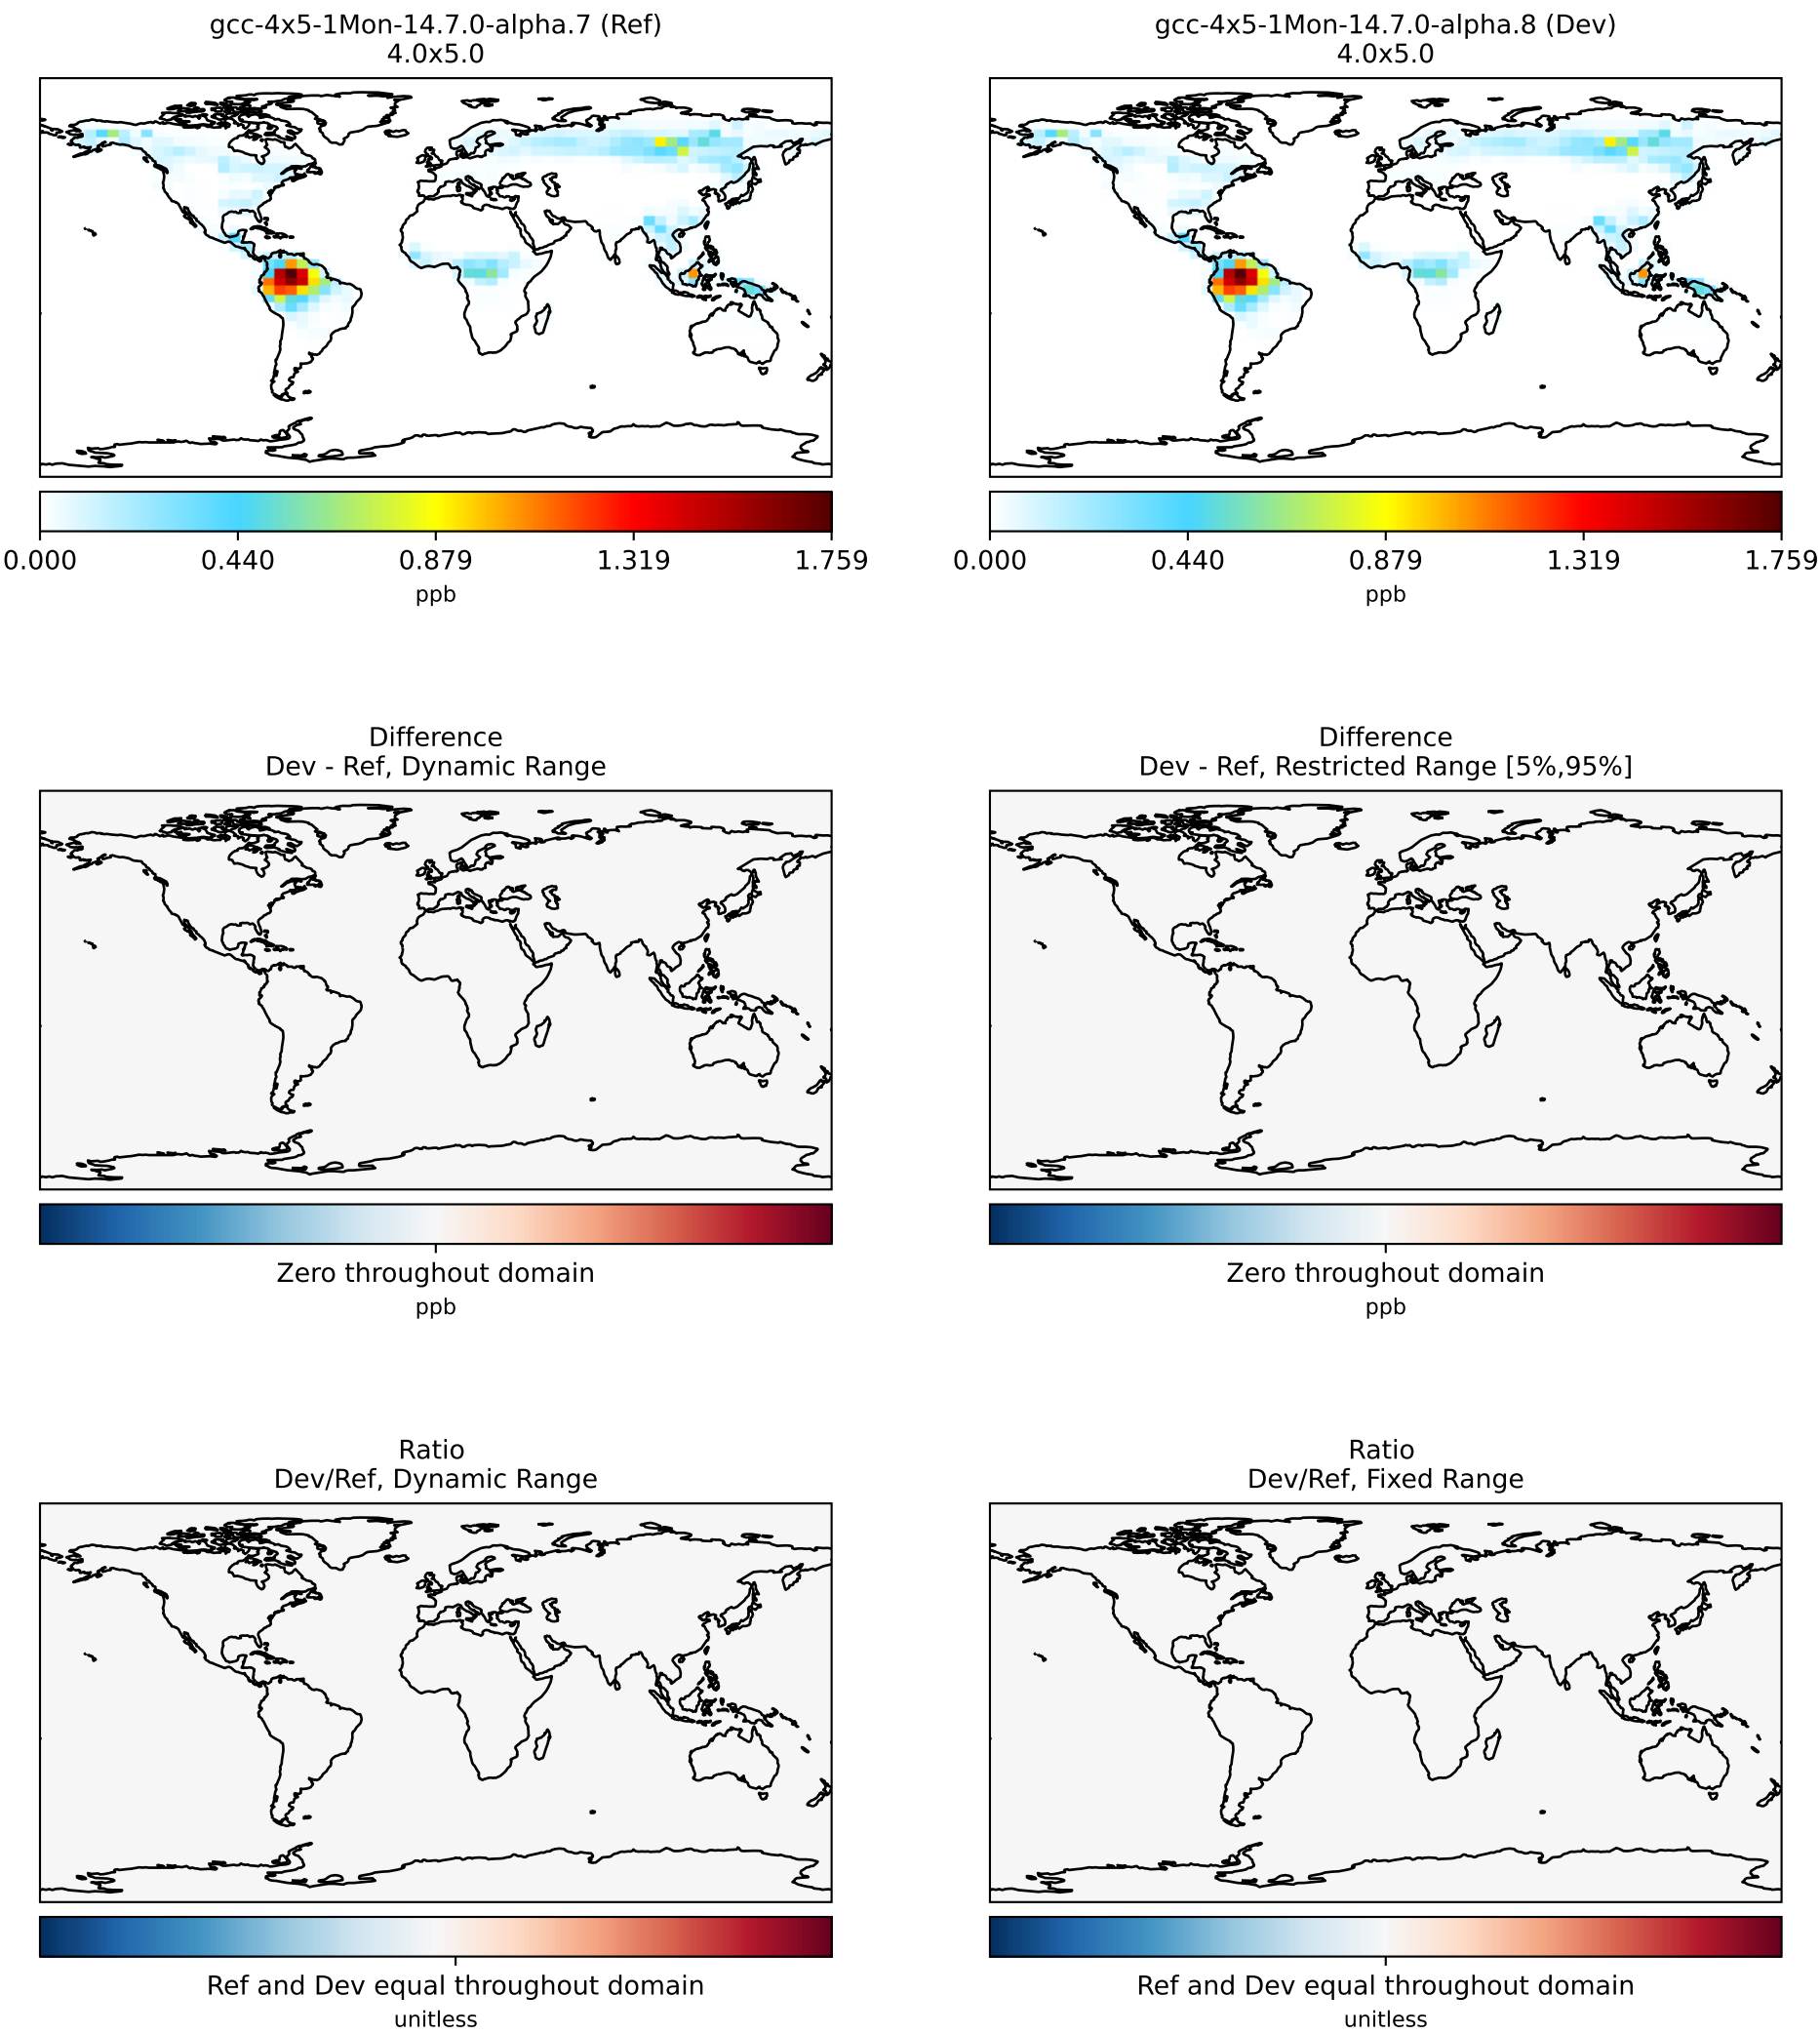 gcc-4x5-1Mon-14.7.0-alpha.7 (Ref)
4.0x5.0
gcc-4x5-1Mon-14.7.0-alpha.8 (Dev)
4.0x5.0
0.000 0.440 0.879 1.319 1.759
ppb
0.000 0.440 0.879 1.319 1.759
ppb
Difference
Dev - Ref, Dynamic Range
Difference
Dev - Ref, Restricted Range [5%,95%]
Zero throughout domain
ppb
Zero throughout domain
ppb
Ratio
Dev/Ref, Dynamic Range
Ratio
Dev/Ref, Fixed Range
Ref and Dev equal throughout domain
unitless
Ref and Dev equal throughout domain
unitless